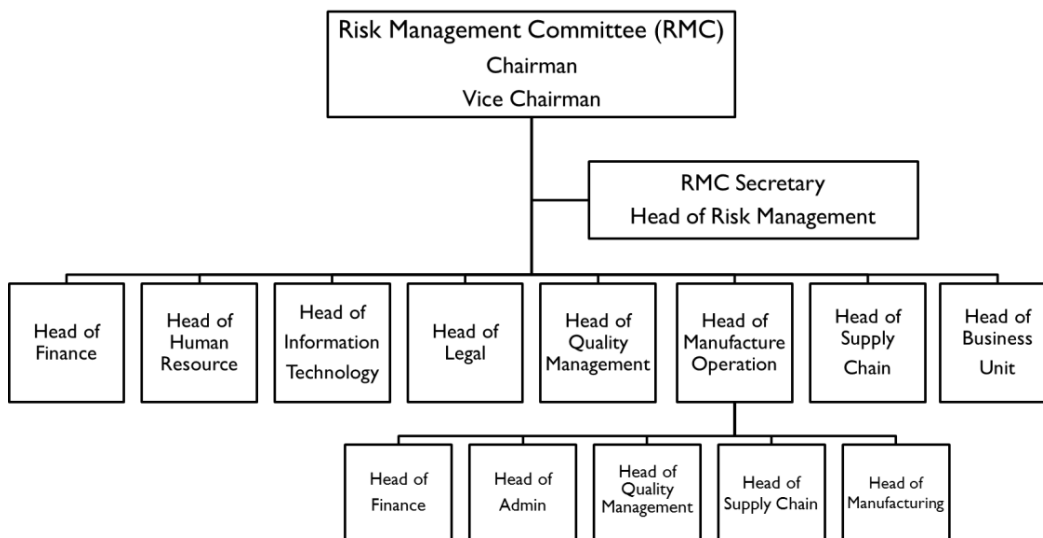 Risk Management Committee (RMC)
Chairman
Vice Chairman
RMC Secretary
Head of Risk Management
Head of
Finance
Head of
Human
Resource
Head of
Information
Technology
Head of
Legal
Head of
Quality
Management
Head of
Manufacture
Operation
Head of
Supply
Chain
Head of
Business
Unit
Head of
Finance
Head of
Admin
Head of
Quality
Management
Head of
Supply Chain
Head of
Manufacturing